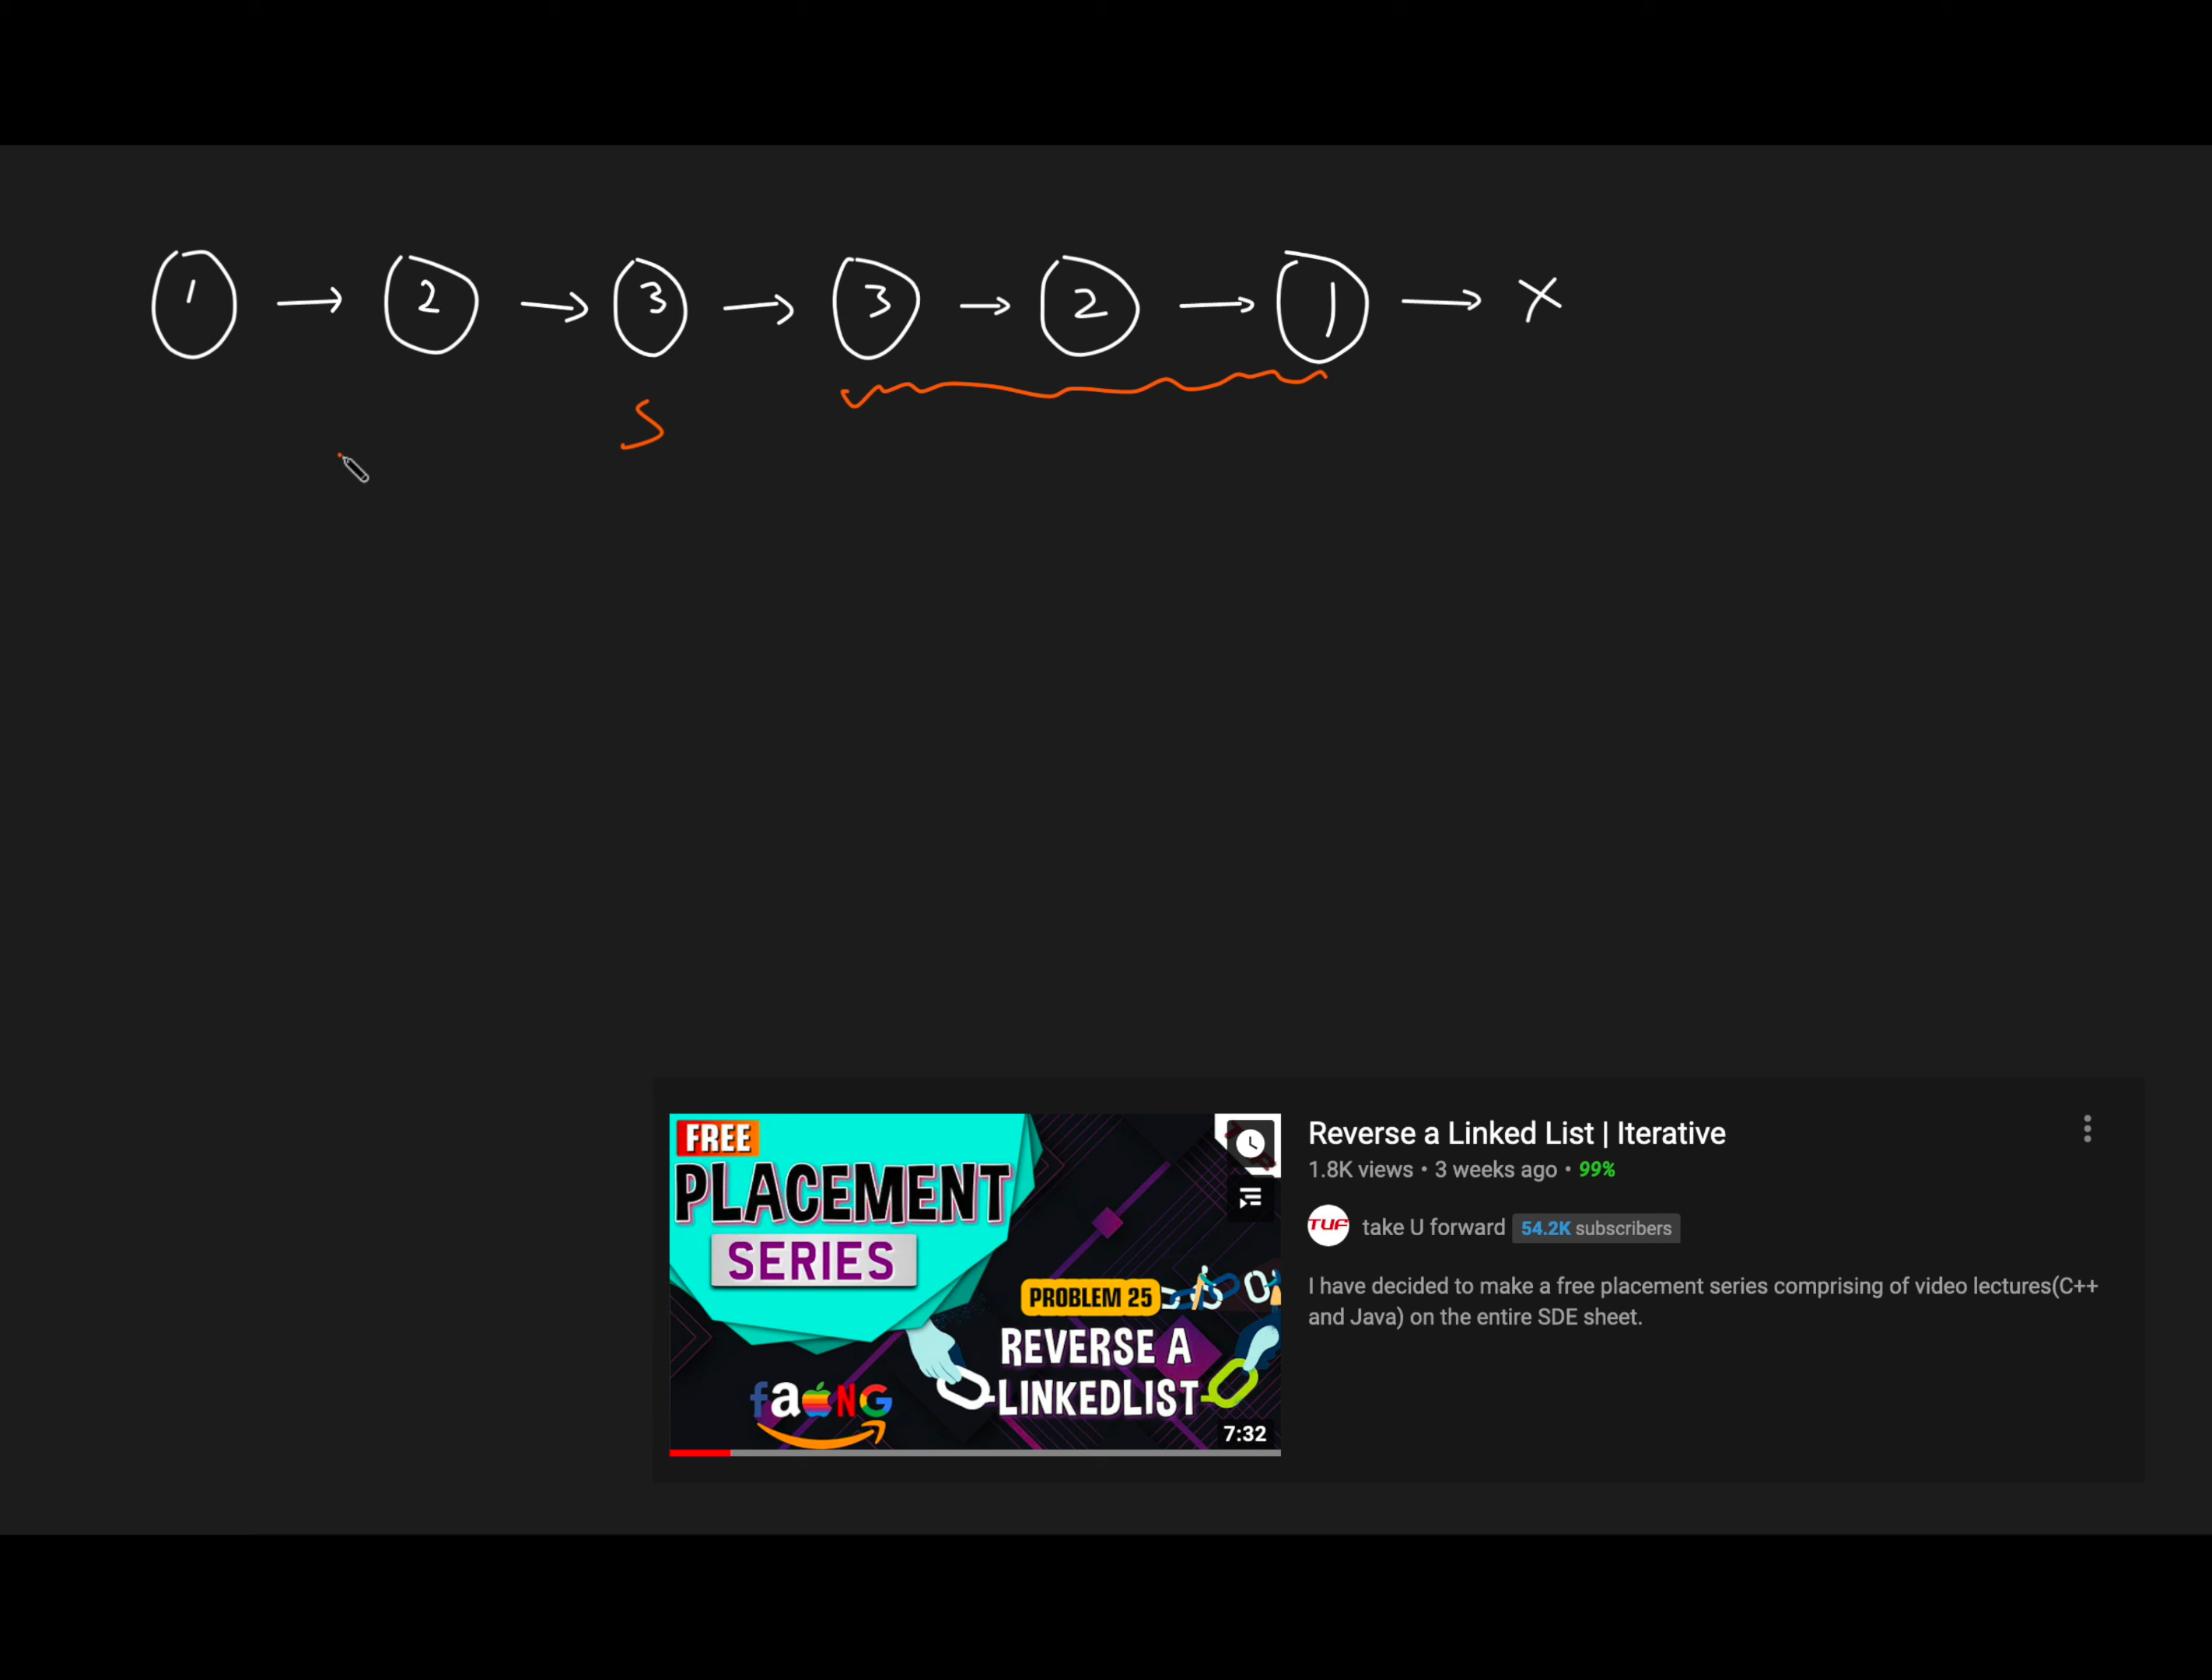 1 → 2 → 3 → 3 → 2 → 1 → X
S
FREE
PLACEMENT
SERIES
PROBLEM 25
REVERSE A
LINKEDLIST
faaNG
7:32
Reverse a Linked List | Iterative
1.8K views • 3 weeks ago • 99%
TUF take U forward 54.2K subscribers
I have decided to make a free placement series comprising of video lectures(C++
and Java) on the entire SDE sheet.